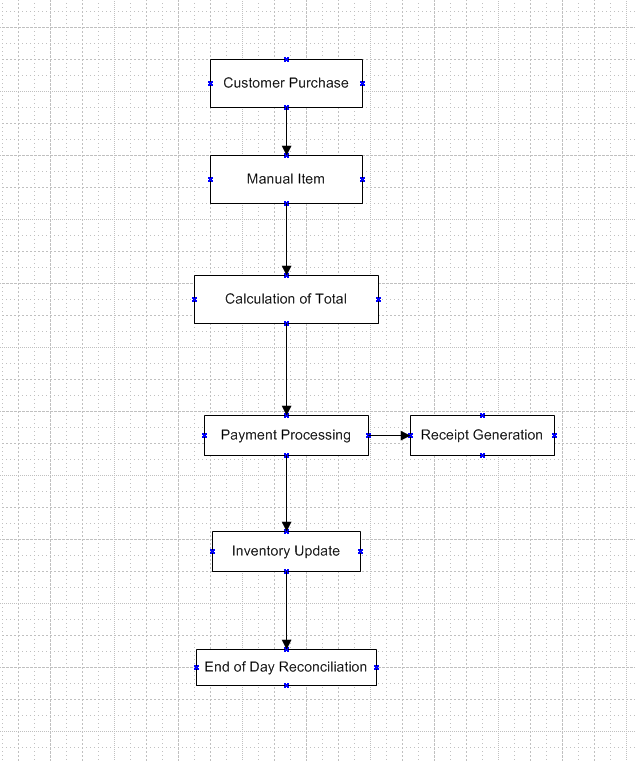 Customer Purchase
Manual Item
Calculation of Total
Payment Processing
Receipt Generation
Inventory Update
End of Day Reconciliation